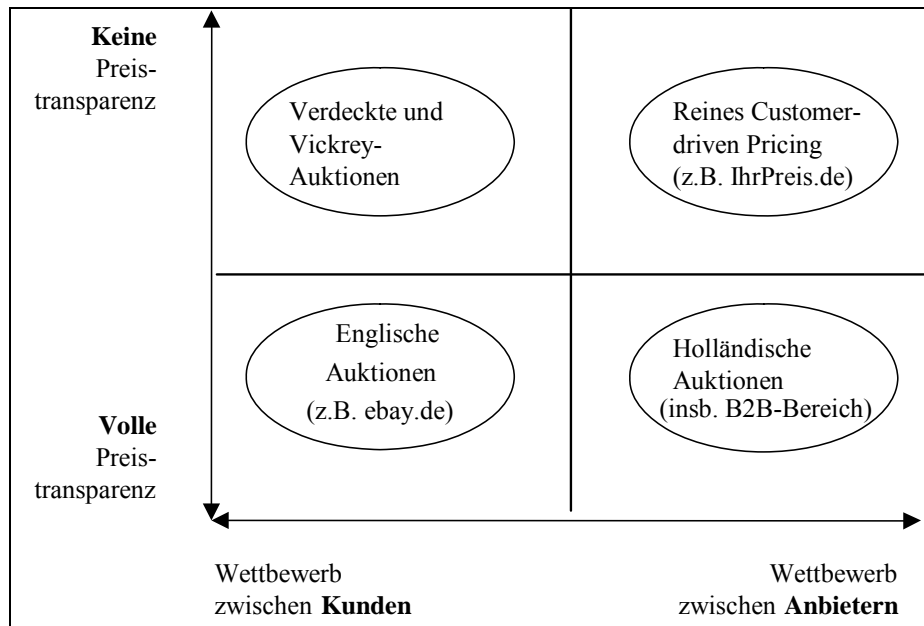 Keine
Preis-
transparenz
Verdeckte und
Vickrey-
Auktionen
Reines Customer-
driven Pricing
(z.B. IhrPreis.de)
Englische
Auktionen
(z.B. ebay.de)
Holländische
Auktionen
(insb. B2B-Bereich)
Volle
Preis-
transparenz
Wettbewerb
zwischen Kunden
Wettbewerb
zwischen Anbietern